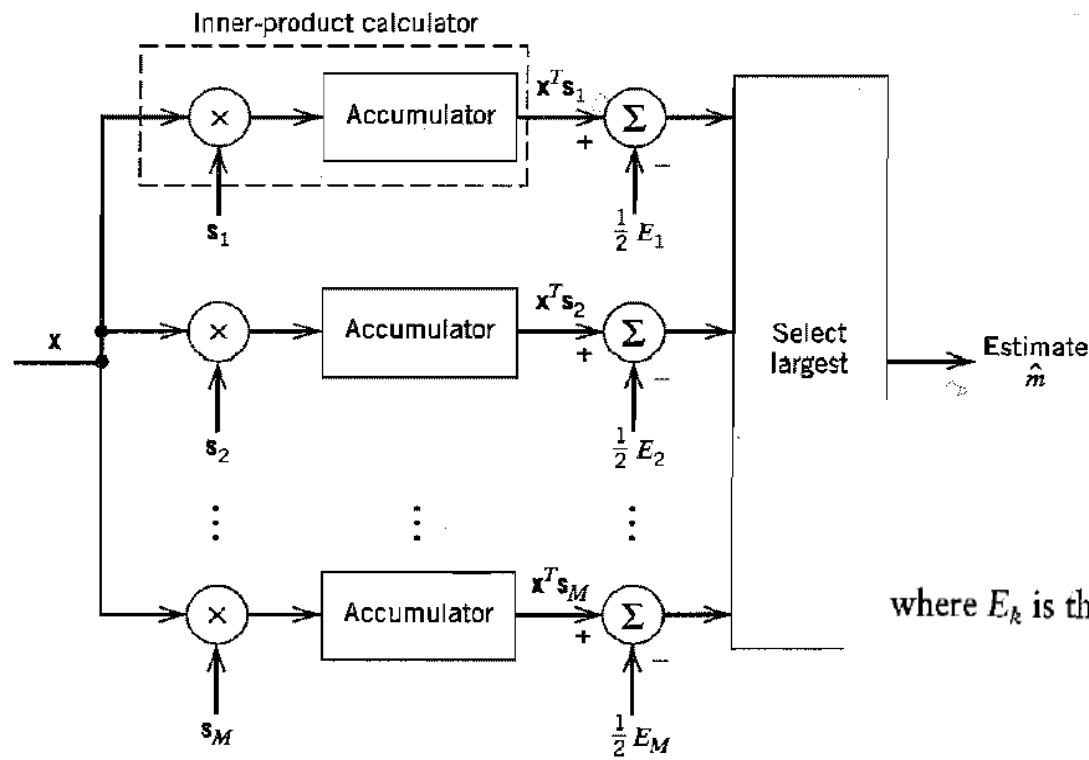 Inner-product calculator
× Accumulator x^T s_1 + Σ −
s_1 1/2 E_1
× Accumulator x^T s_2 + Σ −
x Select largest Estimate m̂
s_2 1/2 E_2
⋮ ⋮ ⋮
× Accumulator x^T s_M + Σ −
where E_k is th
s_M 1/2 E_M